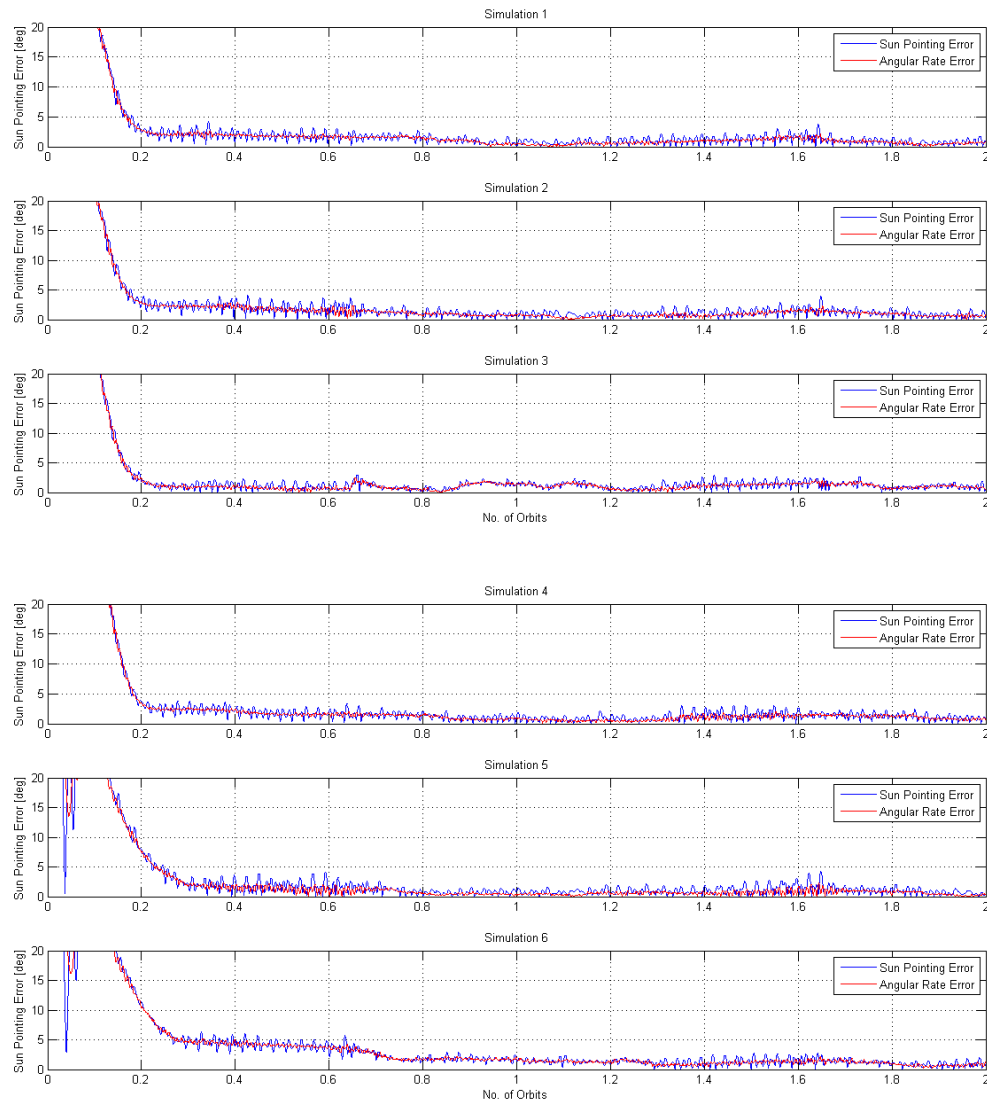 Simulation 1
Sun Pointing Error [deg]
20
15
10
5
0
Sun Pointing Error
Angular Rate Error
0 0.2 0.4 0.6 0.8 1 1.2 1.4 1.6 1.8 2
Simulation 2
Sun Pointing Error [deg]
20
15
10
5
0
Sun Pointing Error
Angular Rate Error
0 0.2 0.4 0.6 0.8 1 1.2 1.4 1.6 1.8 2
Simulation 3
Sun Pointing Error [deg]
20
15
10
5
0
Sun Pointing Error
Angular Rate Error
0 0.2 0.4 0.6 0.8 1 1.2 1.4 1.6 1.8 2
No. of Orbits
Simulation 4
Sun Pointing Error [deg]
20
15
10
5
0
Sun Pointing Error
Angular Rate Error
0 0.2 0.4 0.6 0.8 1 1.2 1.4 1.6 1.8 2
Simulation 5
Sun Pointing Error [deg]
20
15
10
5
0
Sun Pointing Error
Angular Rate Error
0 0.2 0.4 0.6 0.8 1 1.2 1.4 1.6 1.8 2
Simulation 6
Sun Pointing Error [deg]
20
15
10
5
0
Sun Pointing Error
Angular Rate Error
0 0.2 0.4 0.6 0.8 1 1.2 1.4 1.6 1.8 2
No. of Orbits